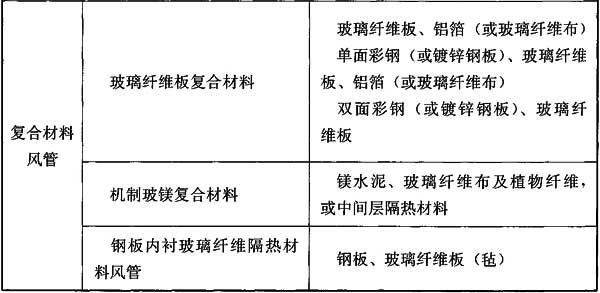 复合材料
风管
玻璃纤维板复合材料
玻璃纤维板、铝箔（或玻璃纤维布）
单面彩钢（或镀锌钢板）、玻璃纤维
板、铝箔（或玻璃纤维布）
双面彩钢（或镀锌钢板）、玻璃纤
维板
机制玻镁复合材料
镁水泥、玻璃纤维布及植物纤维，
或中间层隔热材料
钢板内衬玻璃纤维隔热材
料风管
钢板、玻璃纤维板（毡）